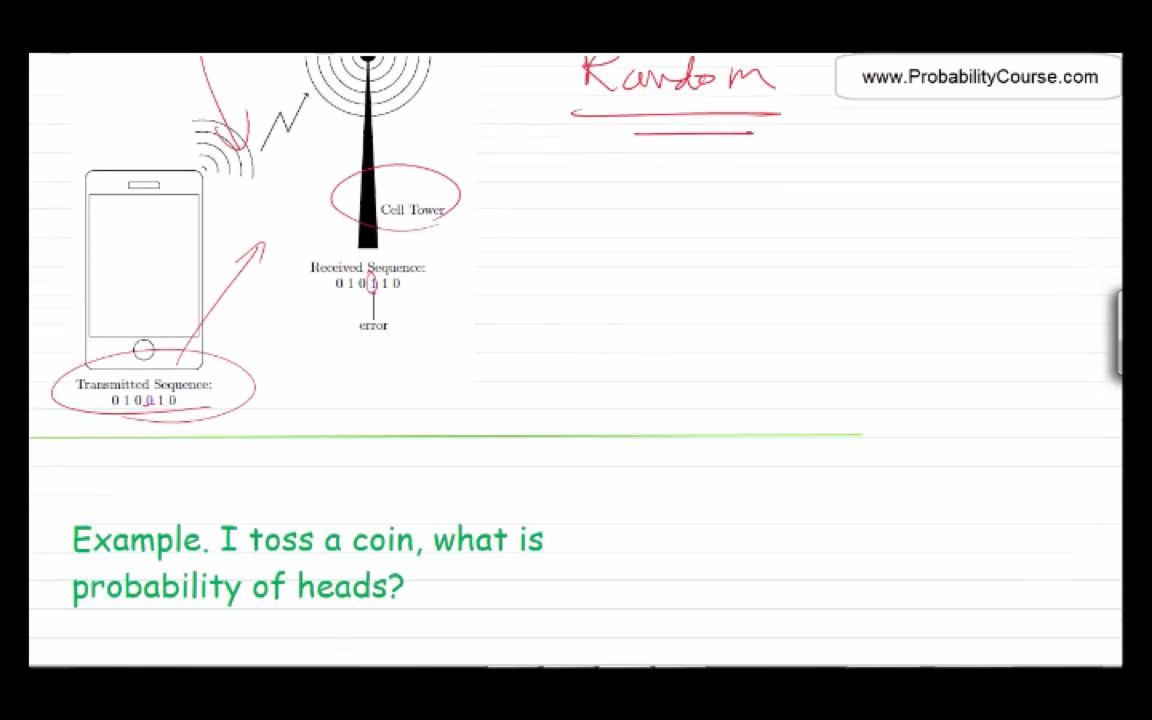 Random
www.ProbabilityCourse.com
Cell Tower
Received Sequence:
0 1 0 1 1 0
error
Transmitted Sequence:
0 1 0 0 1 0
Example. I toss a coin, what is
probability of heads?